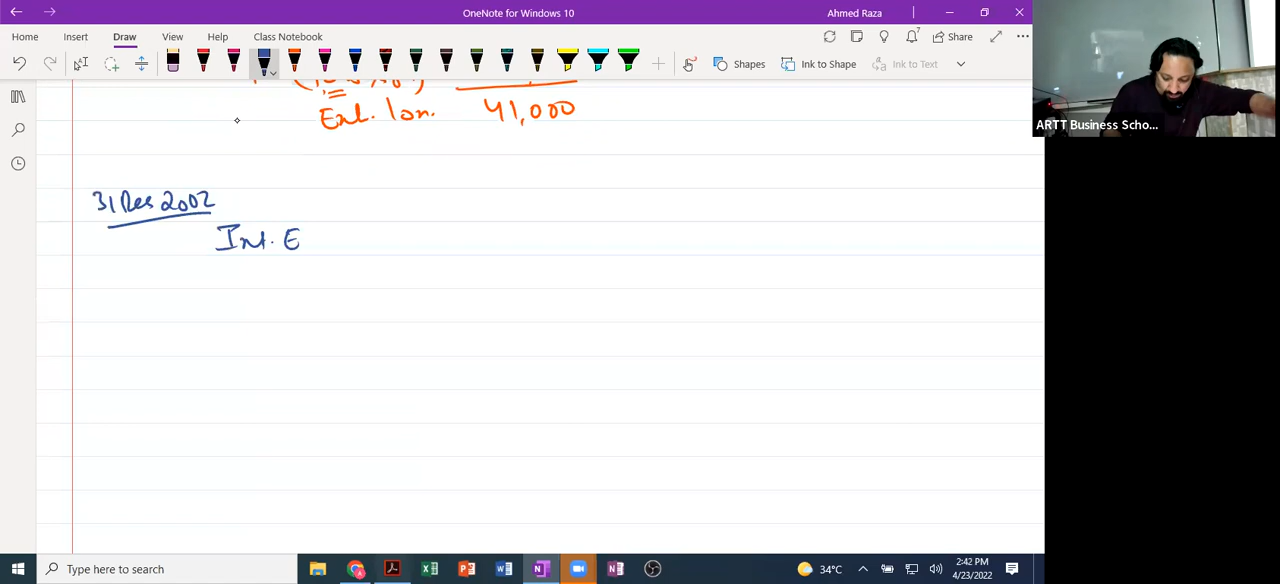 OneNote for Windows 10
Ahmed Raza
Home Insert Draw View Help Class Notebook
Share
Shapes
Ink to Shape
Ink to Text
Ext. lon. 41,000
31 Dec 2002
Int. E
ARTT Business Scho...
Type here to search
34°C
2:42 PM
4/23/2022